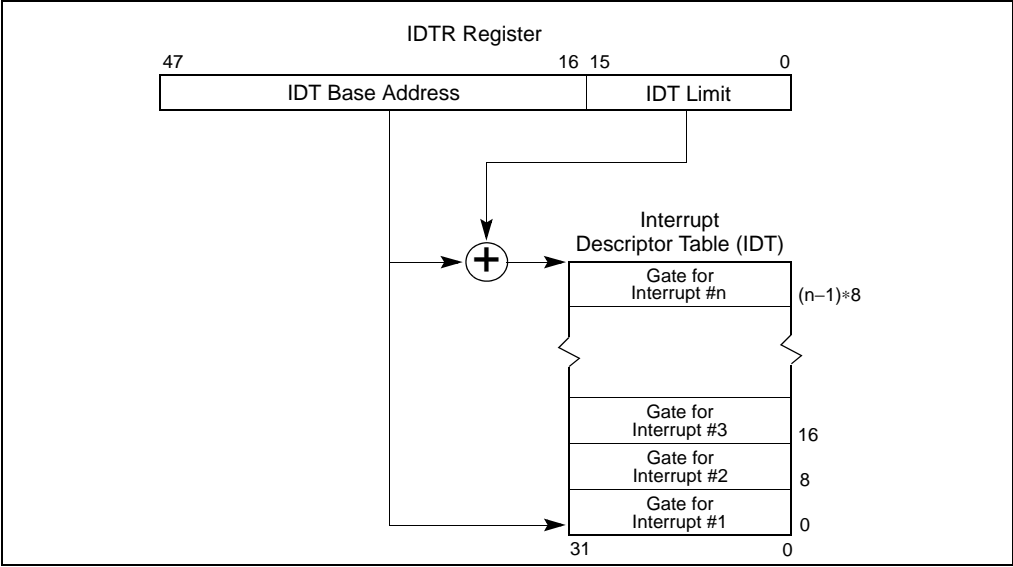 IDTR Register
47 16 15 0
IDT Base Address IDT Limit
Interrupt
Descriptor Table (IDT)
+
Gate for
Interrupt #n
(n−1)∗8
Gate for
Interrupt #3
16
Gate for
Interrupt #2
8
Gate for
Interrupt #1
0
31 0